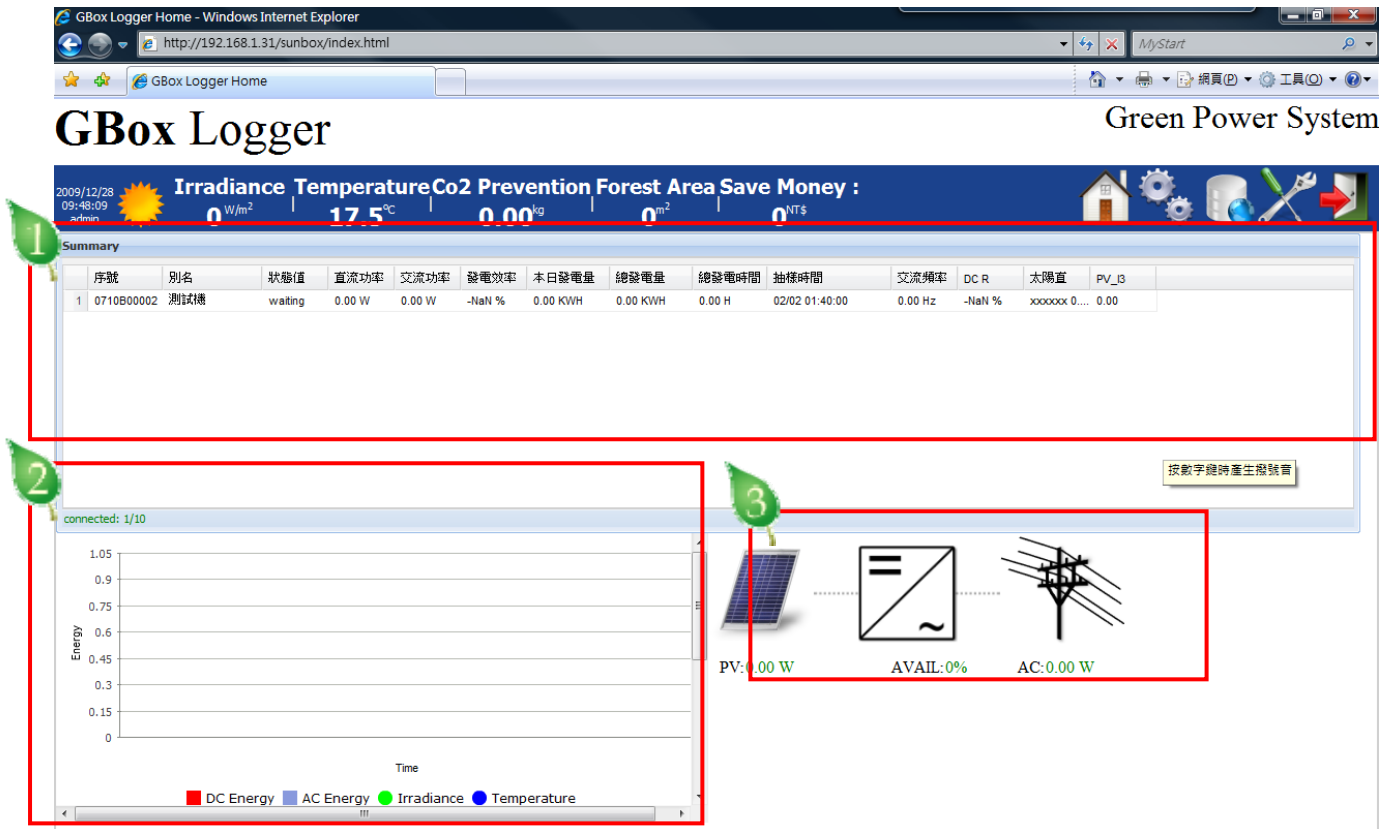 GBox Logger Home - Windows Internet Explorer
http://192.168.1.31/sunbox/index.html
MyStart
GBox Logger Home
網頁(P) 工具(O)
GBox Logger
Green Power System
2009/12/28
09:48:09
admin
Irradiance Temperature Co2 Prevention Forest Area Save Money :
0 W/m² 17.5 ℃ 0.00 kg 0 m² 0 NT$
1
Summary
序號 別名 狀態值 直流功率 交流功率 發電效率 本日發電量 總發電量 總發電時間 抽樣時間 交流頻率 DC R 太陽直 PV_I3
1 0710B00002 測試機 waiting 0.00 W 0.00 W -NaN % 0.00 KWH 0.00 KWH 0.00 H 02/02 01:40:00 0.00 Hz -NaN % xxxxxx 0.... 0.00
2
按數字鍵時產生撥號音
3
connected: 1/10
1.05
0.9
0.75
0.6
0.45
0.3
0.15
0
Energy
Time
DC Energy AC Energy Irradiance Temperature
PV:0.00 W AVAIL:0% AC:0.00 W